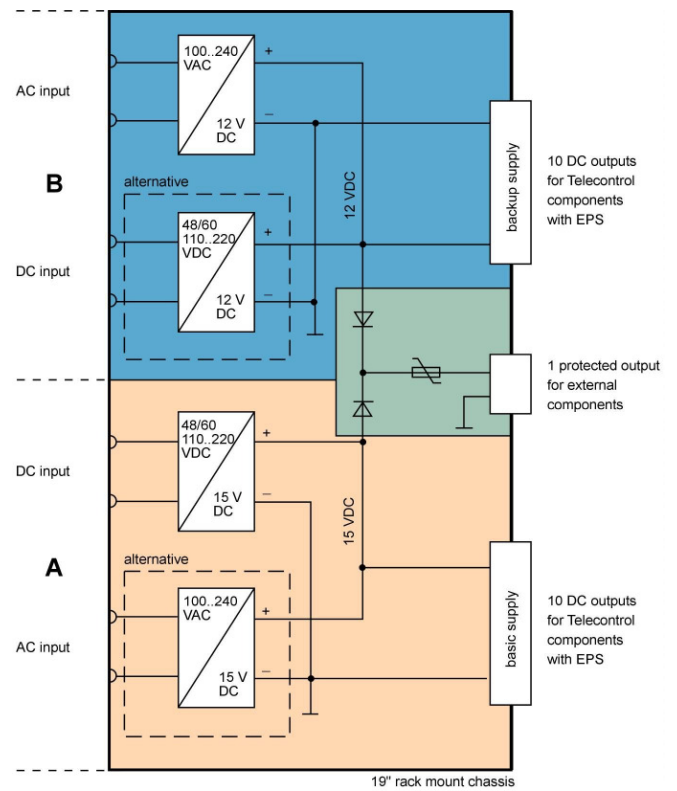 100..240
VAC
+
AC input
12 V
DC
_
B
alternative
12 VDC
backup supply
10 DC outputs
for Telecontrol
components
with EPS
48/60
110..220
VDC
+
DC input
12 V
DC
_
1 protected output
for external
components
48/60
110..220
VDC
+
DC input
15 V
DC
_
15 VDC
A
alternative
100..240
VAC
+
AC input
15 V
DC
_
basic supply
10 DC outputs
for Telecontrol
components
with EPS
19" rack mount chassis